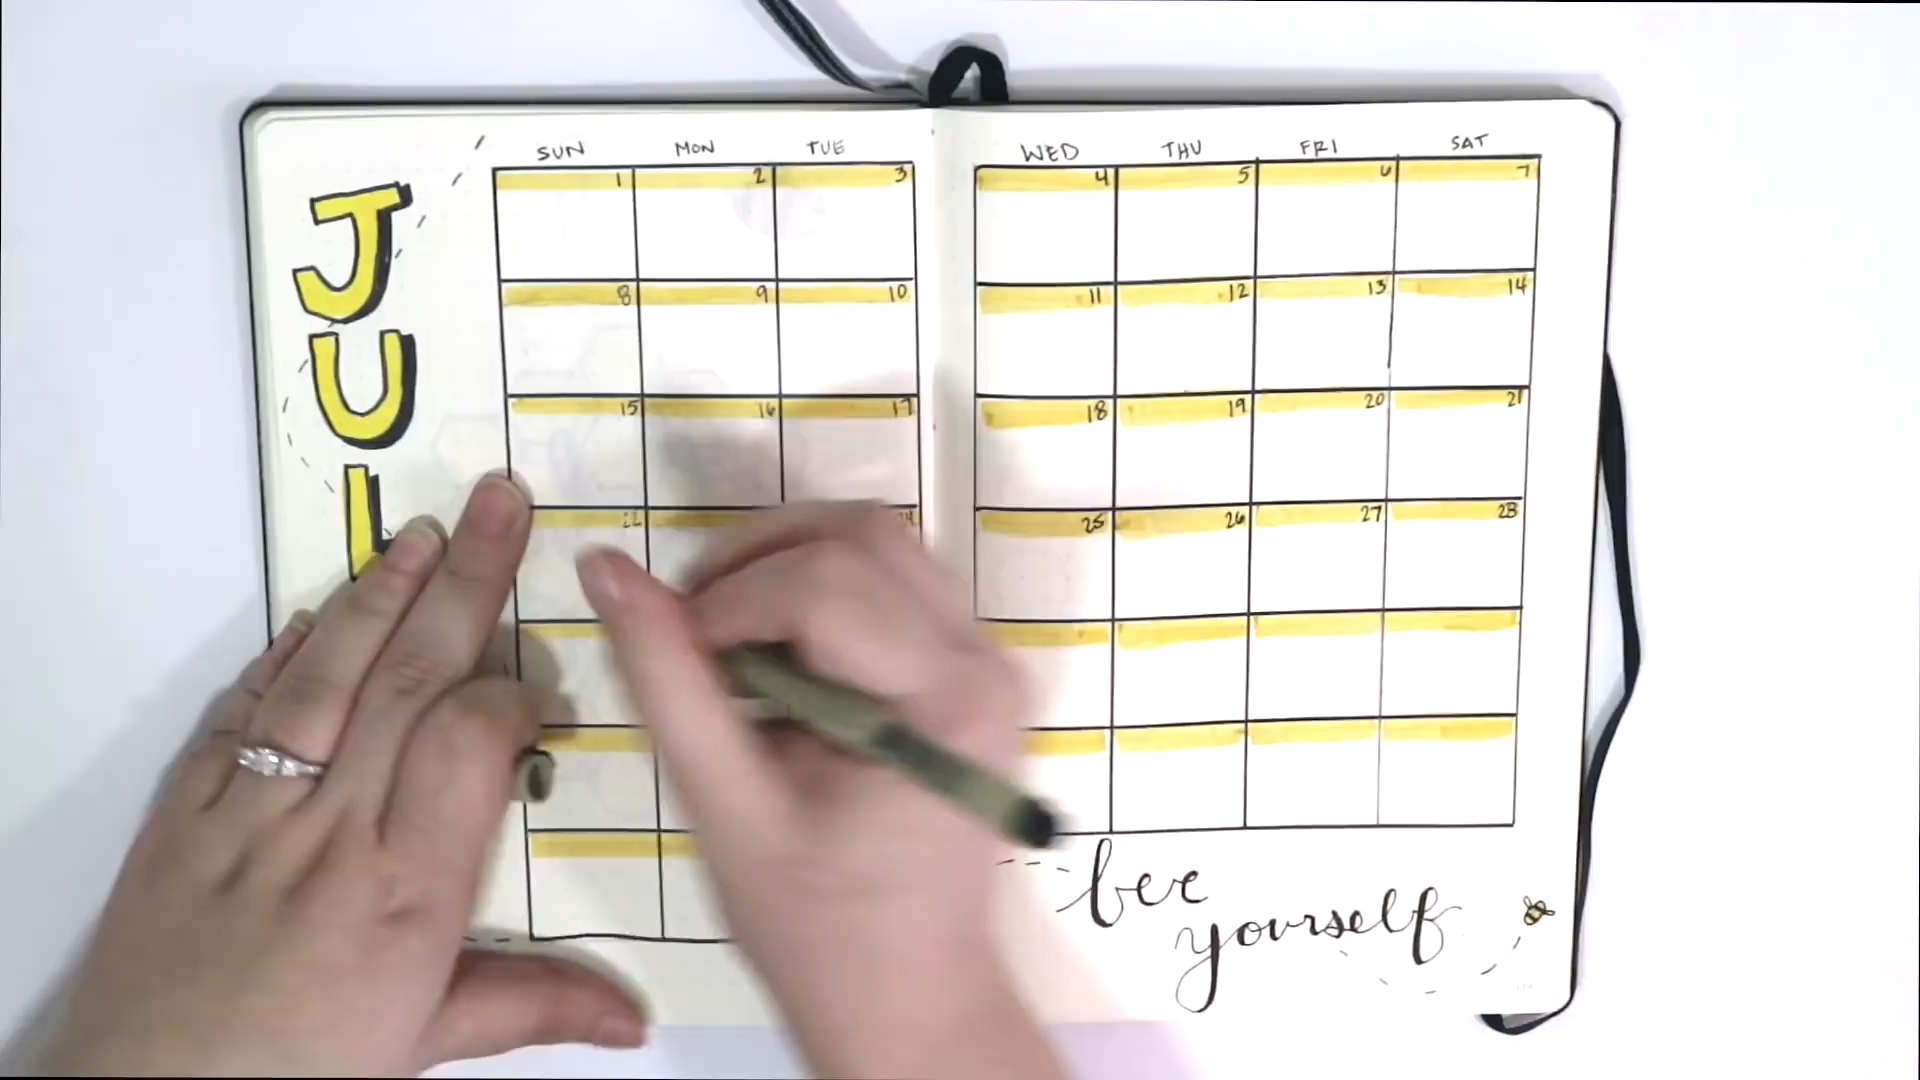 SUN MON TUE WED THU FRI SAT
1 2 3 4 5 6 7
8 9 10 11 12 13 14
15 16 17 18 19 20 21
22 24 25 26 27 28
J
U
L
bee
yourself